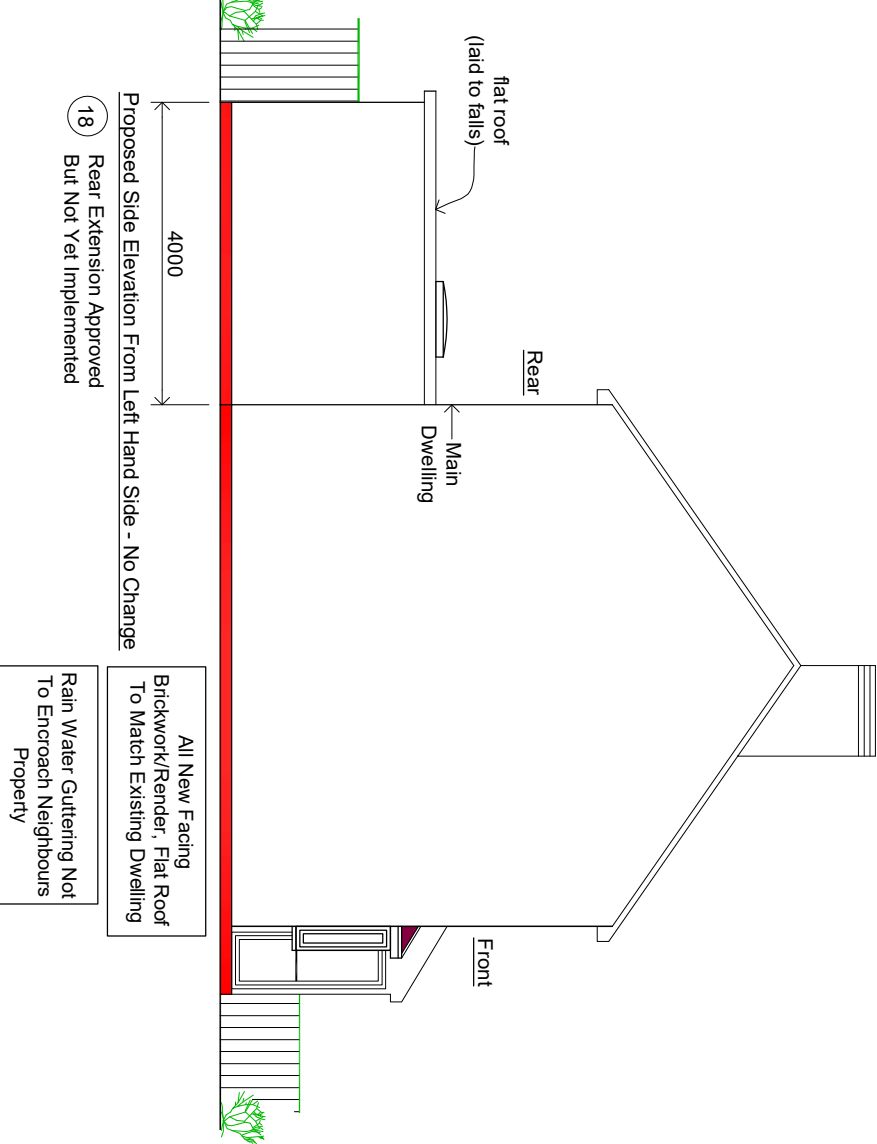 flat roof
(laid to falls)
Rear
Main
Dwelling
Front
4000
Proposed Side Elevation From Left Hand Side - No Change
18
Rear Extension Approved
But Not Yet Implemented
All New Facing
Brickwork/Render, Flat Roof
To Match Existing Dwelling
Rain Water Guttering Not
To Encroach Neighbours
Property